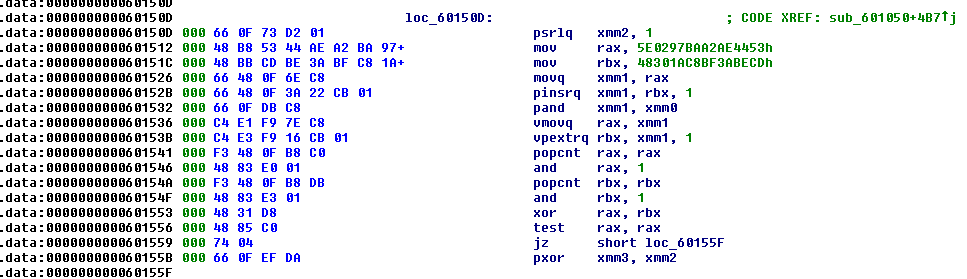 .data:000000000060150D
.data:000000000060150D loc_60150D: ; CODE XREF: sub_601050+4B7↑j
.data:000000000060150D 000 66 0F 73 D2 01 psrlq xmm2, 1
.data:0000000000601512 000 48 B8 53 44 AE A2 BA 97+ mov rax, 5E0297BAA2AE4453h
.data:000000000060151C 000 48 BB CD BE 3A BF C8 1A+ mov rbx, 48301AC8BF3ABECDh
.data:0000000000601526 000 66 48 0F 6E C8 movq xmm1, rax
.data:000000000060152B 000 66 48 0F 3A 22 CB 01 pinsrq xmm1, rbx, 1
.data:0000000000601532 000 66 0F DB C8 pand xmm1, xmm0
.data:0000000000601536 000 C4 E1 F9 7E C8 vmovq rax, xmm1
.data:000000000060153B 000 C4 E3 F9 16 CB 01 vpextrq rbx, xmm1, 1
.data:0000000000601541 000 F3 48 0F B8 C0 popcnt rax, rax
.data:0000000000601546 000 48 83 E0 01 and rax, 1
.data:000000000060154A 000 F3 48 0F B8 DB popcnt rbx, rbx
.data:000000000060154F 000 48 83 E3 01 and rbx, 1
.data:0000000000601553 000 48 31 D8 xor rax, rbx
.data:0000000000601556 000 48 85 C0 test rax, rax
.data:0000000000601559 000 74 04 jz short loc_60155F
.data:000000000060155B 000 66 0F EF DA pxor xmm3, xmm2
.data:000000000060155F